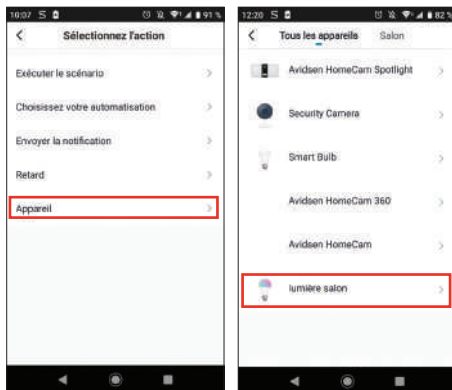 10:07 S 91 %
Sélectionnez l'action
Exécuter le scénario
Choisissez votre automatisation
Envoyer la notification
Retard
Appareil
12:20 S 82 %
Tous les appareils Salon
Avidsen HomeCam Spotlight
Security Camera
Smart Bulb
Avidsen HomeCam 360
Avidsen HomeCam
lumière salon